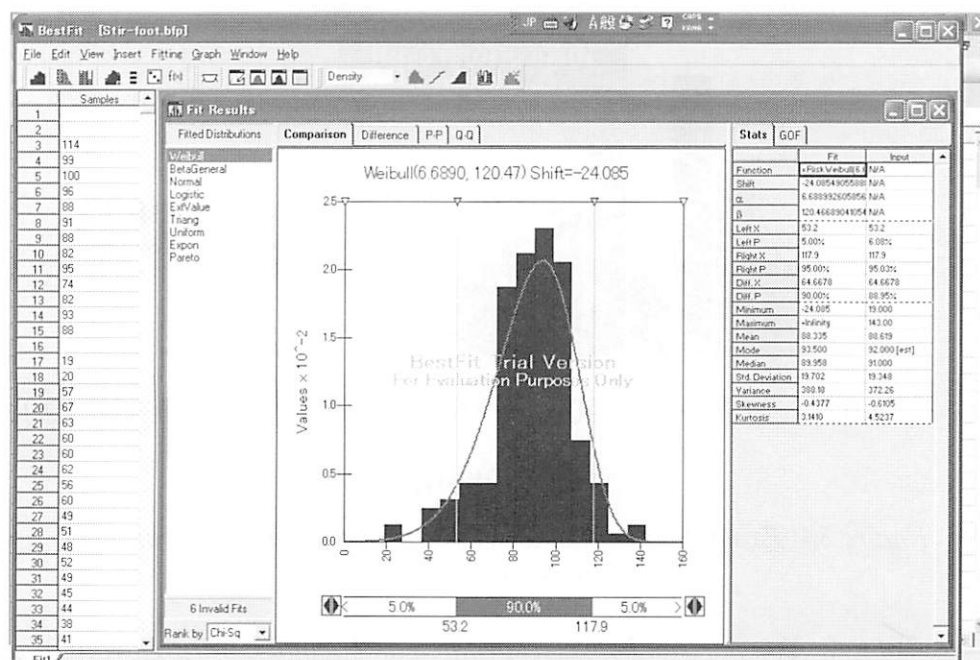 BestFit [Stir-foot.bfp]
JP A般 CAPS KANA
File Edit View Insert Fitting Graph Window Help
Density
Samples
1
2
3 114
4 99
5 100
6 96
7 88
8 91
9 88
10 82
11 95
12 74
13 82
14 93
15 88
16
17 19
18 20
19 57
20 67
21 63
22 60
23 60
24 62
25 56
26 60
27 49
28 51
29 48
30 52
31 49
32 45
33 44
34 38
35 41
Fit1
Fit Results
Fitted Distributions
Weibull
BetaGeneral
Normal
Logistic
ExtValue
Triang
Uniform
Expon
Pareto
6 Invalid Fits
Rank by Chi-Sq
Comparison Difference P-P Q-Q
Weibull(6.6890, 120.47) Shift=-24.085
Values x 10^-2
2.5
2.0
1.5
1.0
0.5
0.0
BestFit Trial Version
For Evaluation Purposes Only
0 20 40 60 80 100 120 140 160
< 5.0% 90.0% 5.0% >
53.2 117.9
Stats GOF
Fit Input
Function N/A
Shift N/A
α 6.688992605856 N/A
β 120.46689041054 N/A
Left X 53.2 53.2
Left P 5.00% 6.08%
Right X 117.9 117.9
Right P 95.00% 95.03%
Diff. X 64.6678 64.6678
Diff. P 90.00% 88.95%
Minimum -24.085 19.000
Maximum +Infinity 143.00
Mean 88.335 88.619
Mode 93.500 92.000 [est]
Median 89.958 91.000
Std. Deviation 19.702 19.348
Variance 388.18 372.26
Skewness -0.4377 -0.6105
Kurtosis 3.1410 4.5237